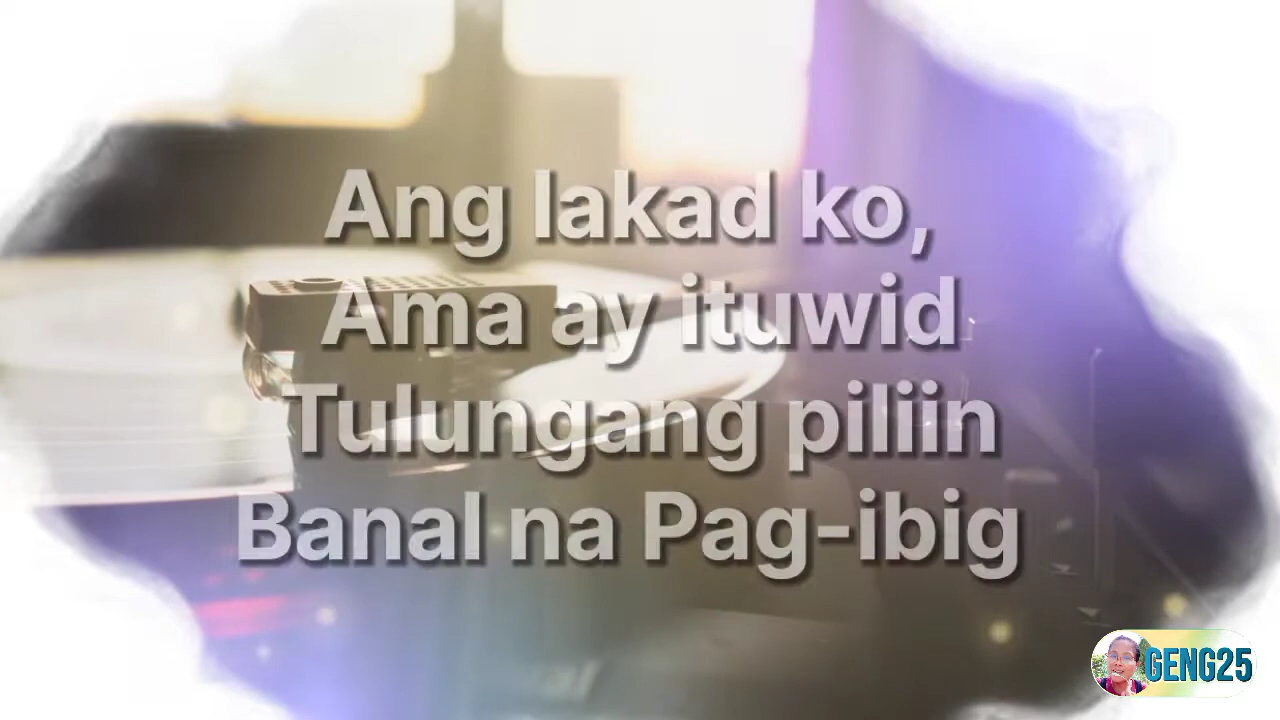 Ang lakad ko,
Ama ay ituwid
Tulungang piliin
Banal na Pag-ibig
GENG25